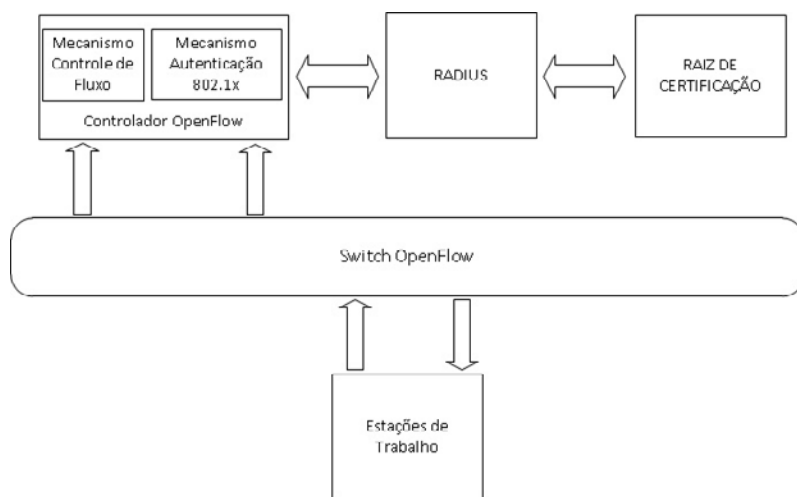 Mecanismo
Controle de
Fluxo
Mecanismo
Autenticação
802.1x
Controlador OpenFlow
RADIUS
RAIZ DE
CERTIFICAÇÃO
Switch OpenFlow
Estações de
Trabalho